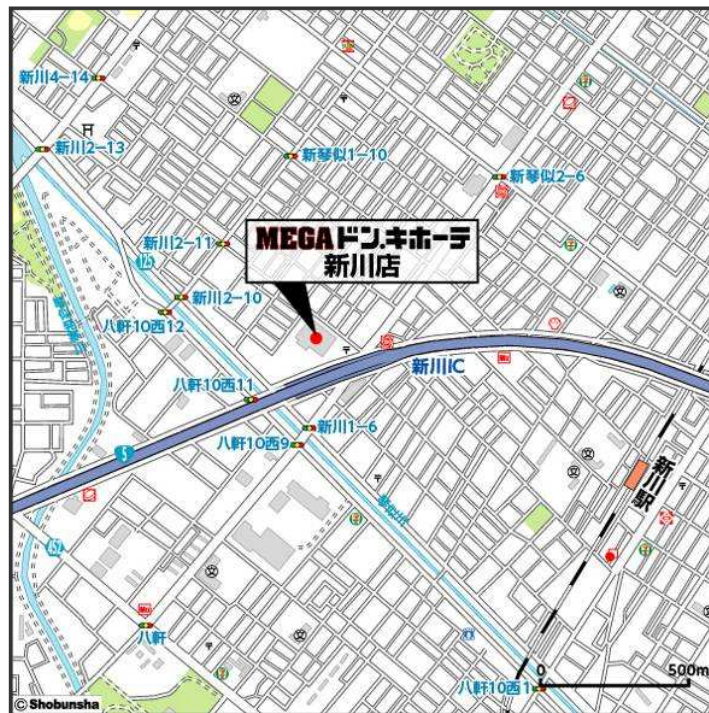 新川4-14
新川2-13
新琴似1-10
新琴似2-6
新川2-11
MEGAドン.キホーテ
新川店
125
新川2-10
八軒10西12
新川IC
八軒10西11
新川1-6
八軒10西9
5
新川駅
452
八軒
八軒10西1
0
500m
© Shobunsha